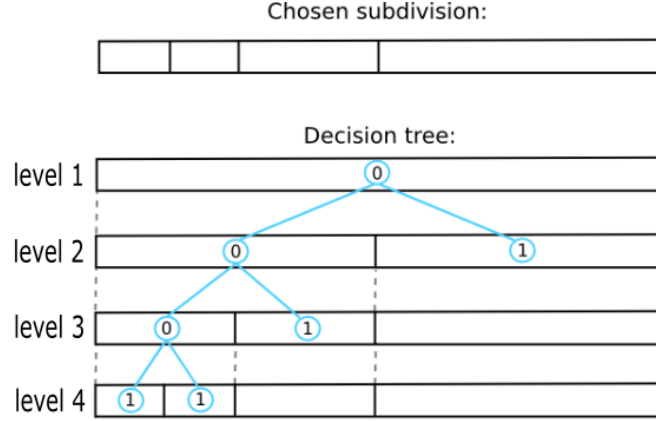 Chosen subdivision:
Decision tree:
level 1 0
level 2 0 1
level 3 0 1
level 4 1 1